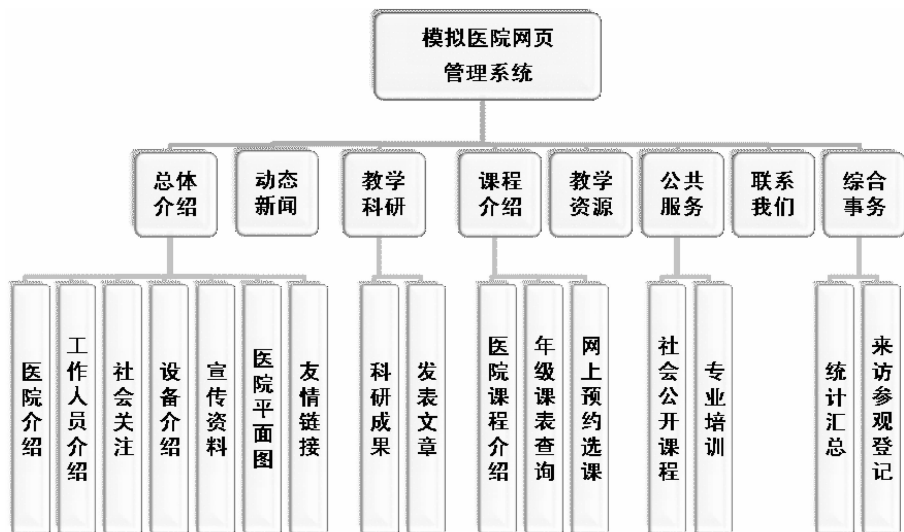 模拟医院网页
管理系统
总体
介绍
动态
新闻
教学
科研
课程
介绍
教学
资源
公共
服务
联系
我们
综合
事务
医院介绍
工作人员介绍
社会关注
设备介绍
宣传资料
医院平面图
友情链接
科研成果
发表文章
医院课程介绍
年级课表查询
网上预约选课
社会公开课程
专业培训
统计汇总
来访参观登记